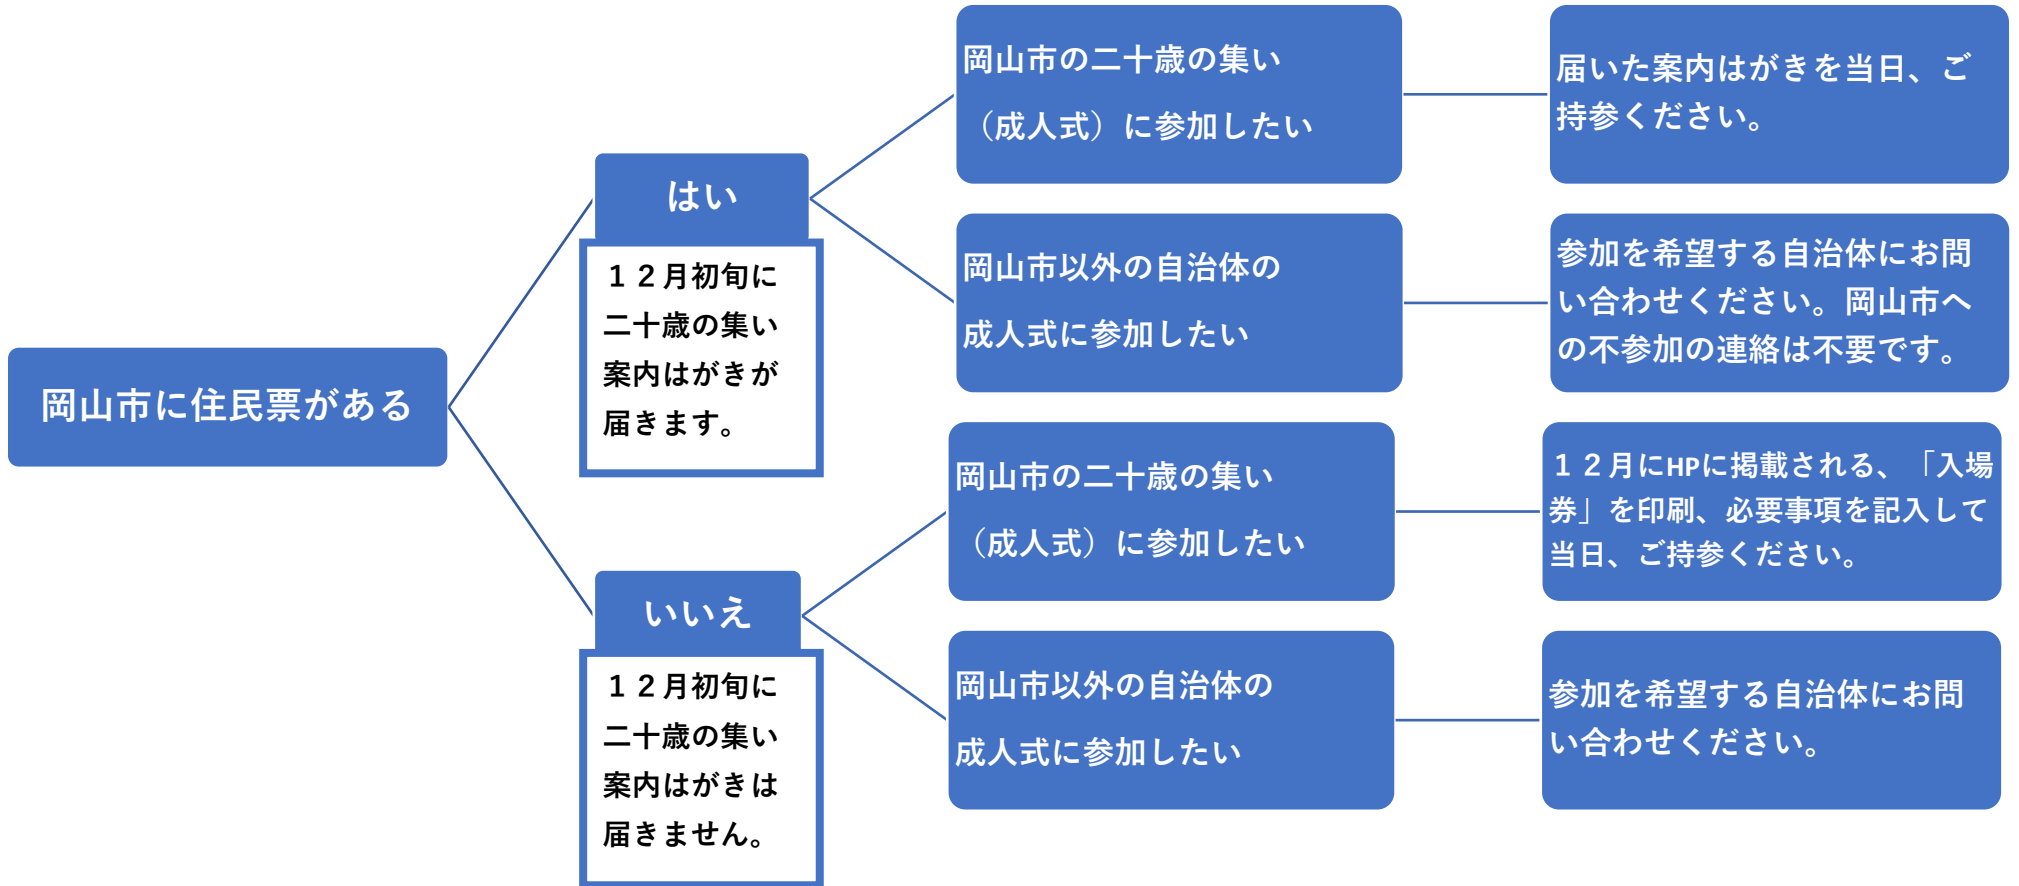 岡山市に住民票がある
はい
１２月初旬に
二十歳の集い
案内はがきが
届きます。
岡山市の二十歳の集い
（成人式）に参加したい
届いた案内はがきを当日、ご
持参ください。
岡山市以外の自治体の
成人式に参加したい
参加を希望する自治体にお問
い合わせください。岡山市へ
の不参加の連絡は不要です。
いいえ
１２月初旬に
二十歳の集い
案内はがきは
届きません。
岡山市の二十歳の集い
（成人式）に参加したい
１２月にHPに掲載される、「入場
券」を印刷、必要事項を記入して
当日、ご持参ください。
岡山市以外の自治体の
成人式に参加したい
参加を希望する自治体にお問
い合わせください。